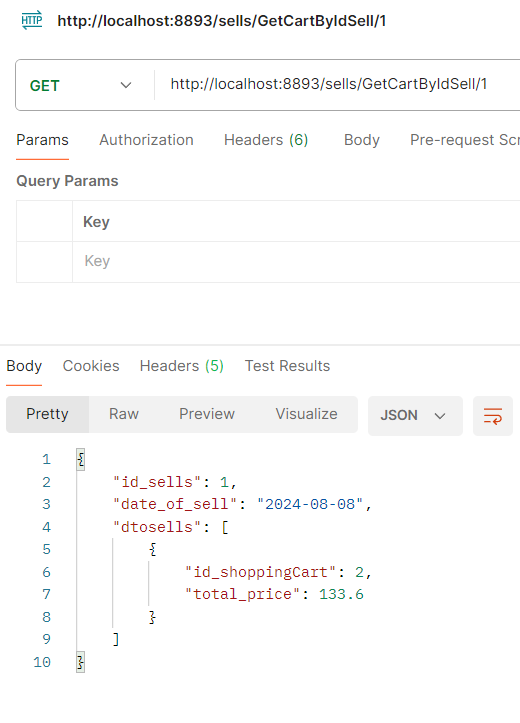 HTTP http://localhost:8893/sells/GetCartByIdSell/1
GET http://localhost:8893/sells/GetCartByIdSell/1
Params Authorization Headers (6) Body Pre-request Scr
Query Params
Key
Key
Body Cookies Headers (5) Test Results
Pretty Raw Preview Visualize JSON
1 {
2 "id_sells": 1,
3 "date_of_sell": "2024-08-08",
4 "dtosells": [
5 {
6 "id_shoppingCart": 2,
7 "total_price": 133.6
8 }
9 ]
10 }